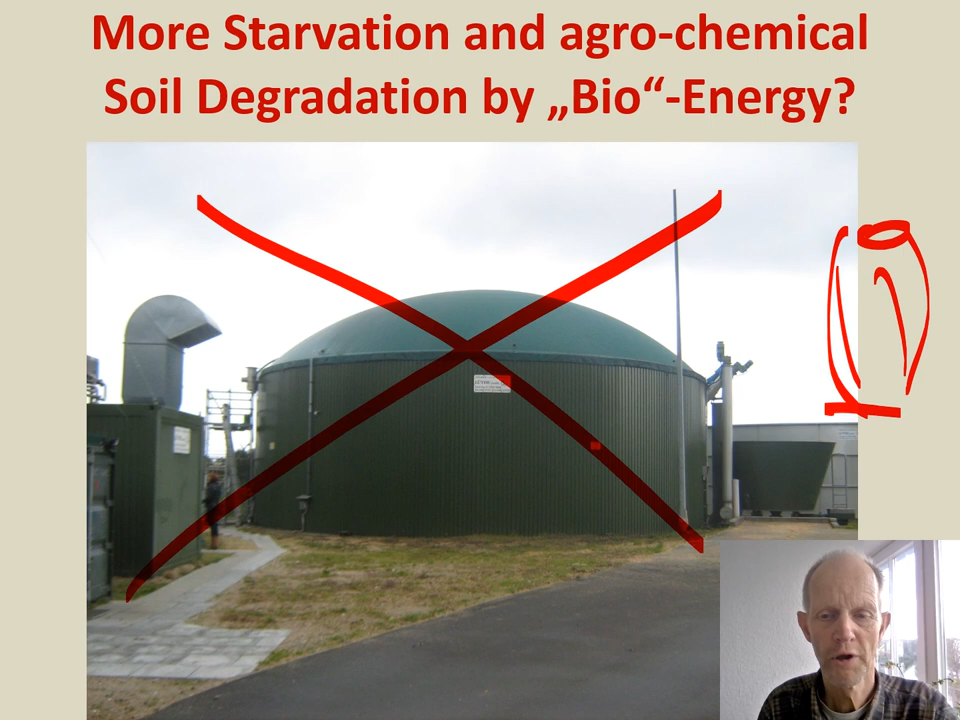 More Starvation and agro-chemical
Soil Degradation by „Bio“-Energy?